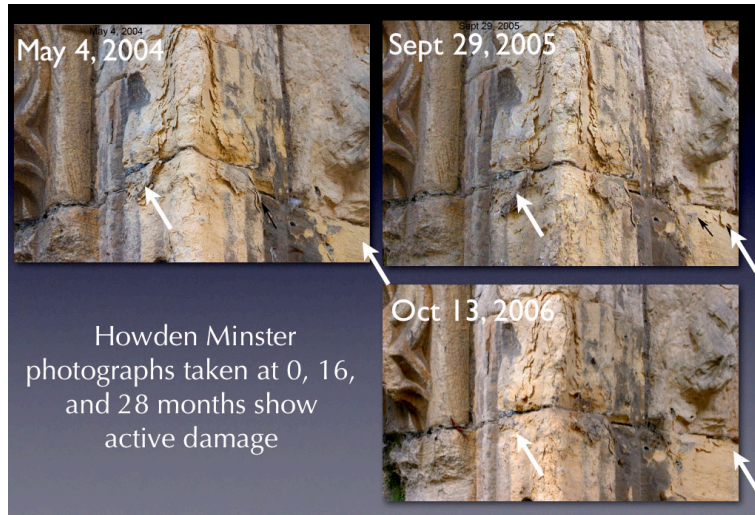 May 4, 2004
May 4, 2004
Sept 29, 2005
Sept 29, 2005
Oct 13, 2006
Howden Minster
photographs taken at 0, 16,
and 28 months show
active damage